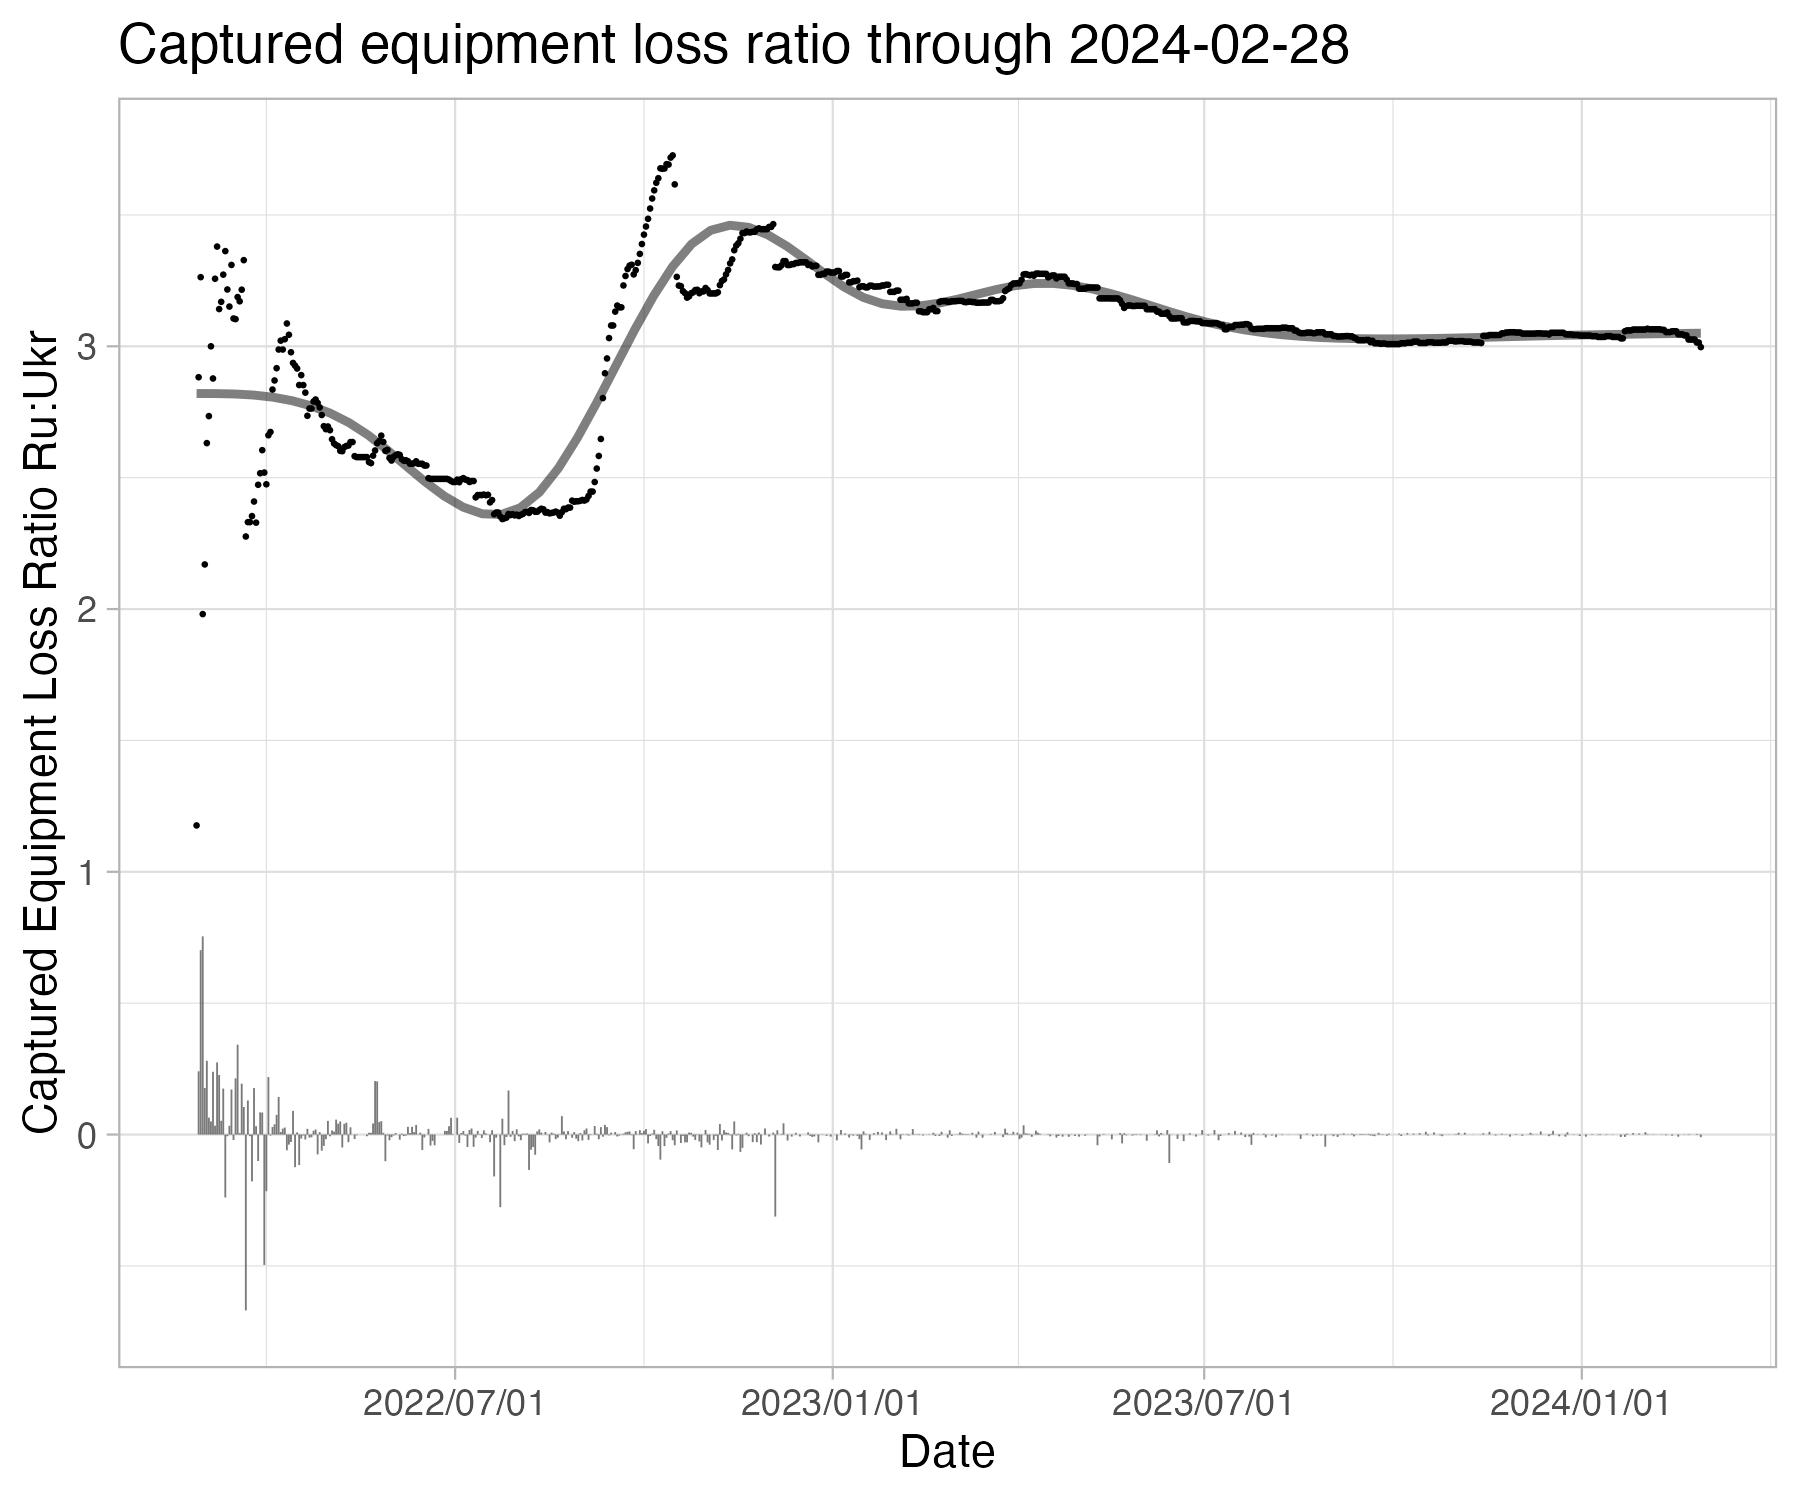 Captured equipment loss ratio through 2024-02-28
Captured Equipment Loss Ratio Ru:Ukr
3
2
1
0
2022/07/01
2023/01/01
2023/07/01
2024/01/01
Date